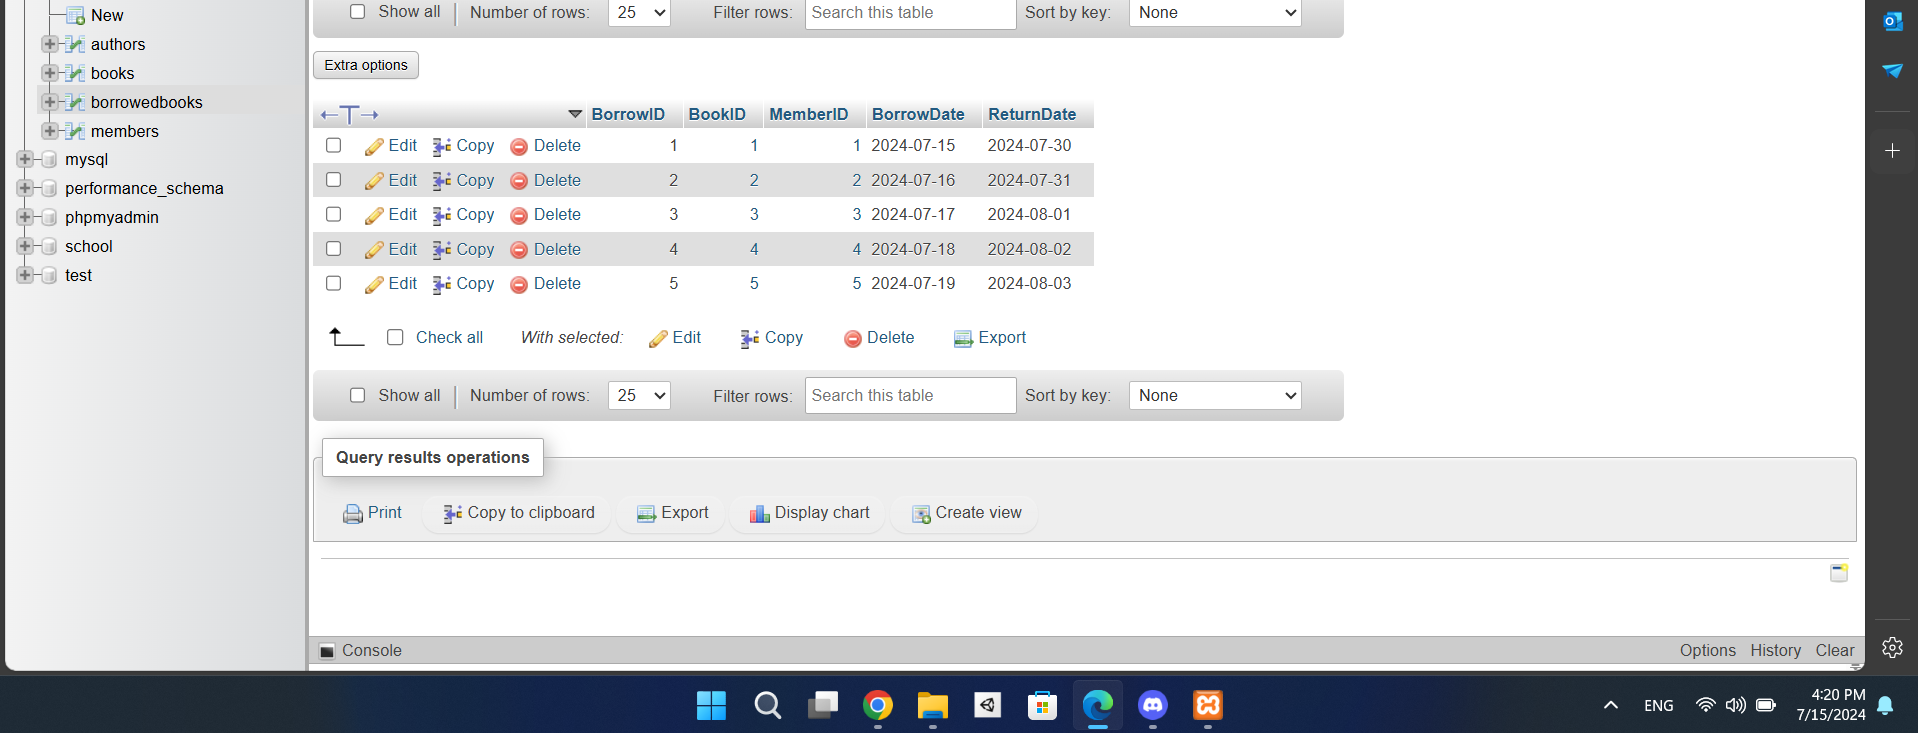 New
authors
books
borrowedbooks
members
mysql
performance_schema
phpmyadmin
school
test
Show all Number of rows: 25 Filter rows: Search this table Sort by key: None
Extra options
BorrowID BookID MemberID BorrowDate ReturnDate
Edit Copy Delete 1 1 1 2024-07-15 2024-07-30
Edit Copy Delete 2 2 2 2024-07-16 2024-07-31
Edit Copy Delete 3 3 3 2024-07-17 2024-08-01
Edit Copy Delete 4 4 4 2024-07-18 2024-08-02
Edit Copy Delete 5 5 5 2024-07-19 2024-08-03
Check all With selected: Edit Copy Delete Export
Show all Number of rows: 25 Filter rows: Search this table Sort by key: None
Query results operations
Print Copy to clipboard Export Display chart Create view
Console Options History Clear
ENG 4:20 PM
7/15/2024